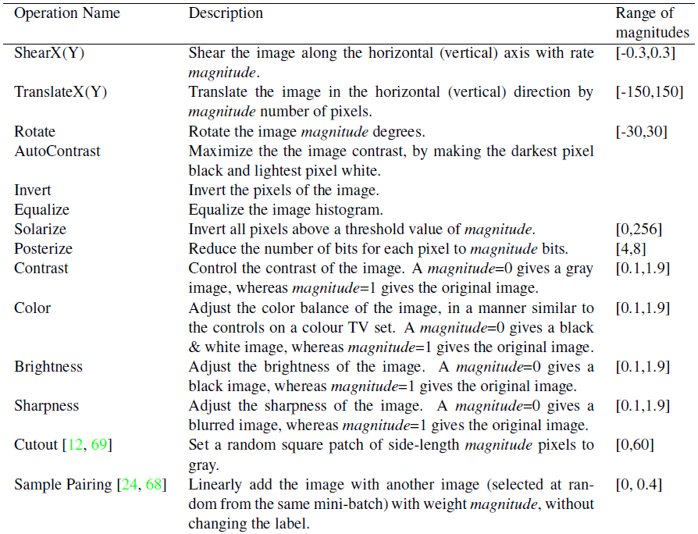 Operation Name Description Range of
magnitudes
ShearX(Y) Shear the image along the horizontal (vertical) axis with rate [-0.3,0.3]
magnitude.
TranslateX(Y) Translate the image in the horizontal (vertical) direction by [-150,150]
magnitude number of pixels.
Rotate Rotate the image magnitude degrees. [-30,30]
AutoContrast Maximize the the image contrast, by making the darkest pixel
black and lightest pixel white.
Invert Invert the pixels of the image.
Equalize Equalize the image histogram.
Solarize Invert all pixels above a threshold value of magnitude. [0,256]
Posterize Reduce the number of bits for each pixel to magnitude bits. [4,8]
Contrast Control the contrast of the image. A magnitude=0 gives a gray [0.1,1.9]
image, whereas magnitude=1 gives the original image.
Color Adjust the color balance of the image, in a manner similar to [0.1,1.9]
the controls on a colour TV set. A magnitude=0 gives a black
& white image, whereas magnitude=1 gives the original image.
Brightness Adjust the brightness of the image. A magnitude=0 gives a [0.1,1.9]
black image, whereas magnitude=1 gives the original image.
Sharpness Adjust the sharpness of the image. A magnitude=0 gives a [0.1,1.9]
blurred image, whereas magnitude=1 gives the original image.
Cutout [12, 69] Set a random square patch of side-length magnitude pixels to [0,60]
gray.
Sample Pairing [24, 68] Linearly add the image with another image (selected at ran- [0, 0.4]
dom from the same mini-batch) with weight magnitude, without
changing the label.